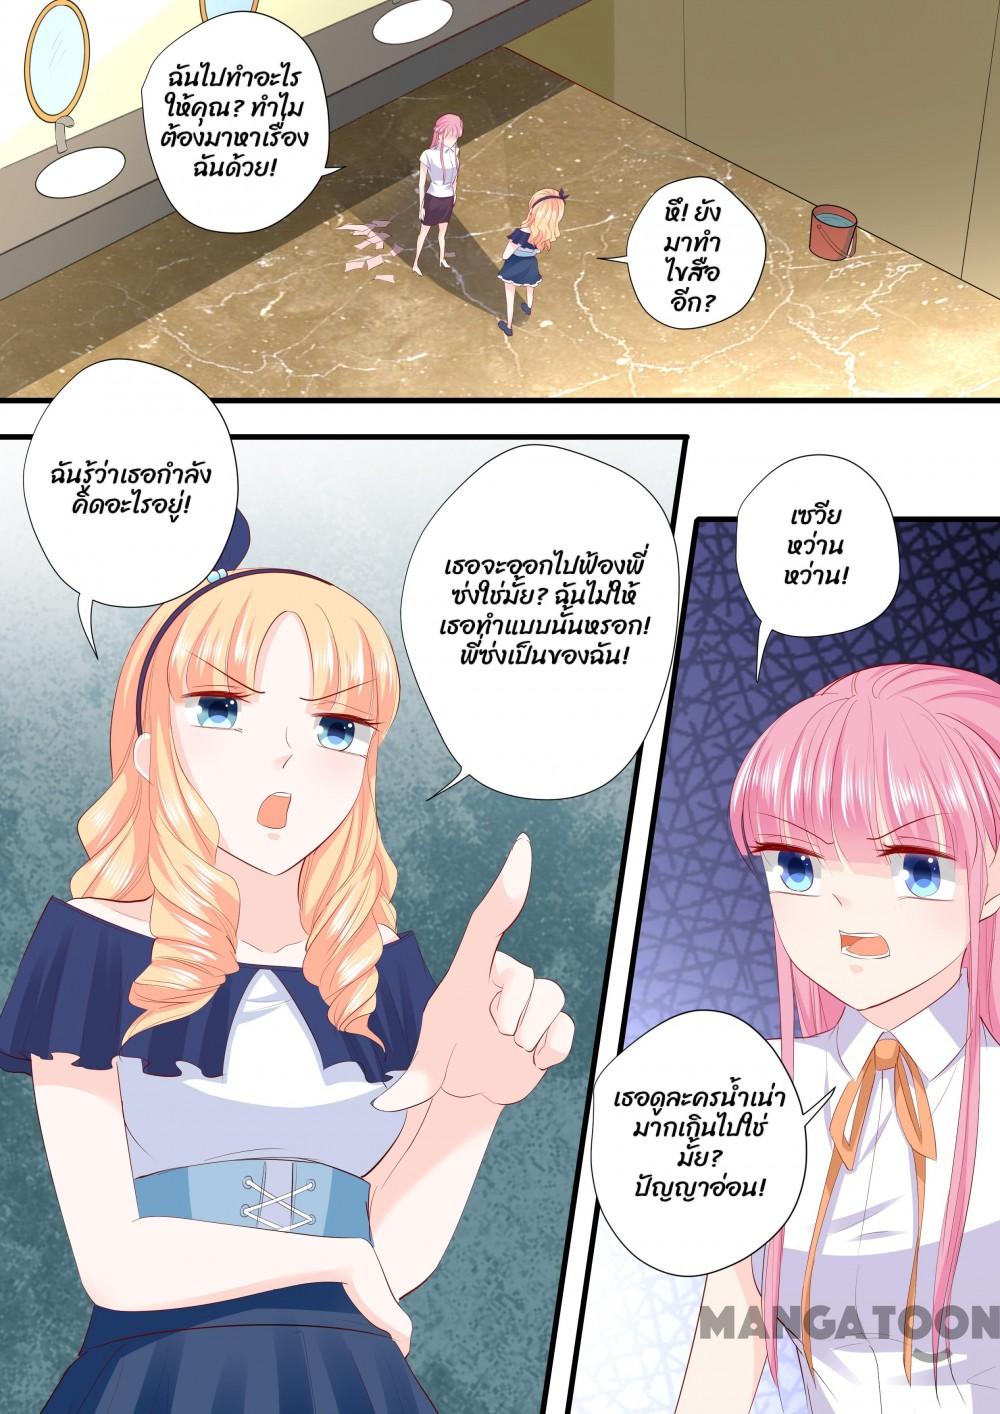 ฉันไปทำอะไร
ให้คุณ? ทำไม
ต้องมาหาเรื่อง
ฉันด้วย!
หึ! ยัง
มาทำ
ไขสือ
อีก?
ฉันรู้ว่าเธอกำลัง
คิดอะไรอยู่!
เธอจะออกไปฟ้องพี่
ซ่งใช่มั้ย? ฉันไม่ให้
เธอทำแบบนั้นหรอก!
พี่ซ่งเป็นของฉัน!
เซวีย
หว่าน
หว่าน!
เธอดูละครน้ำเน่า
มากเกินไปใช่
มั้ย?
ปัญญาอ่อน!
MANGATOON